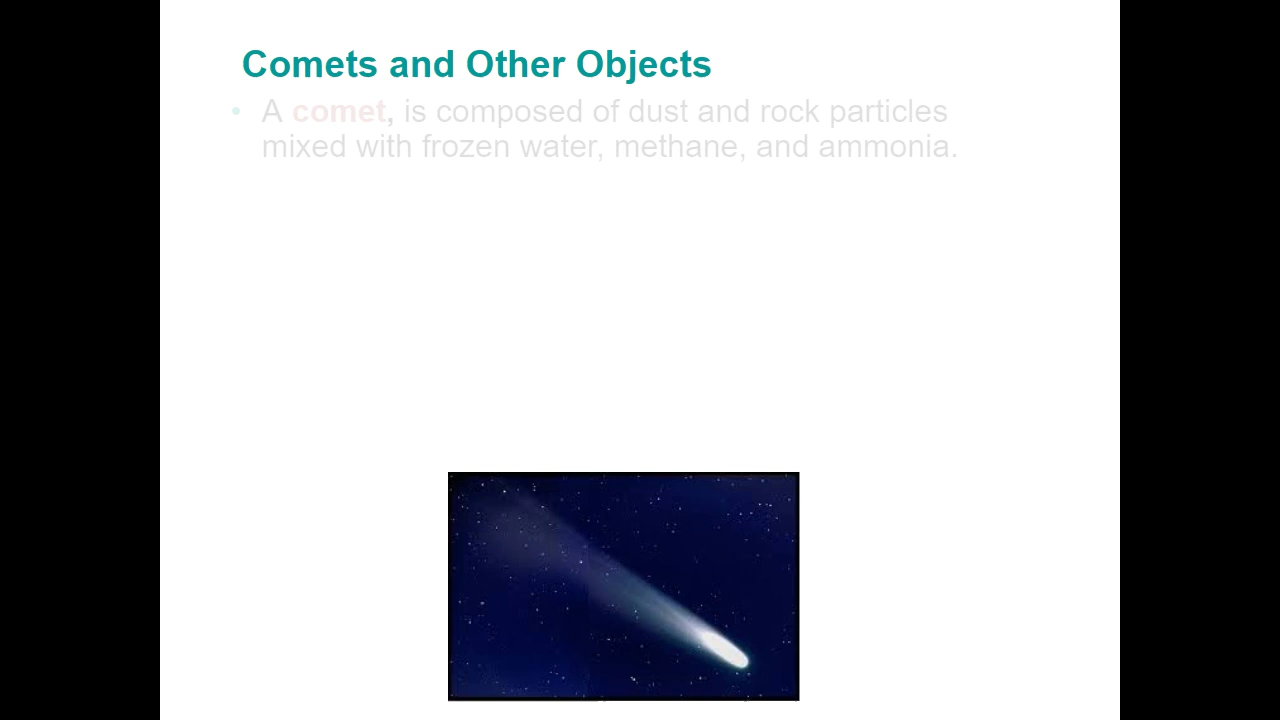 Comets and Other Objects
• A comet, is composed of dust and rock particles
mixed with frozen water, methane, and ammonia.